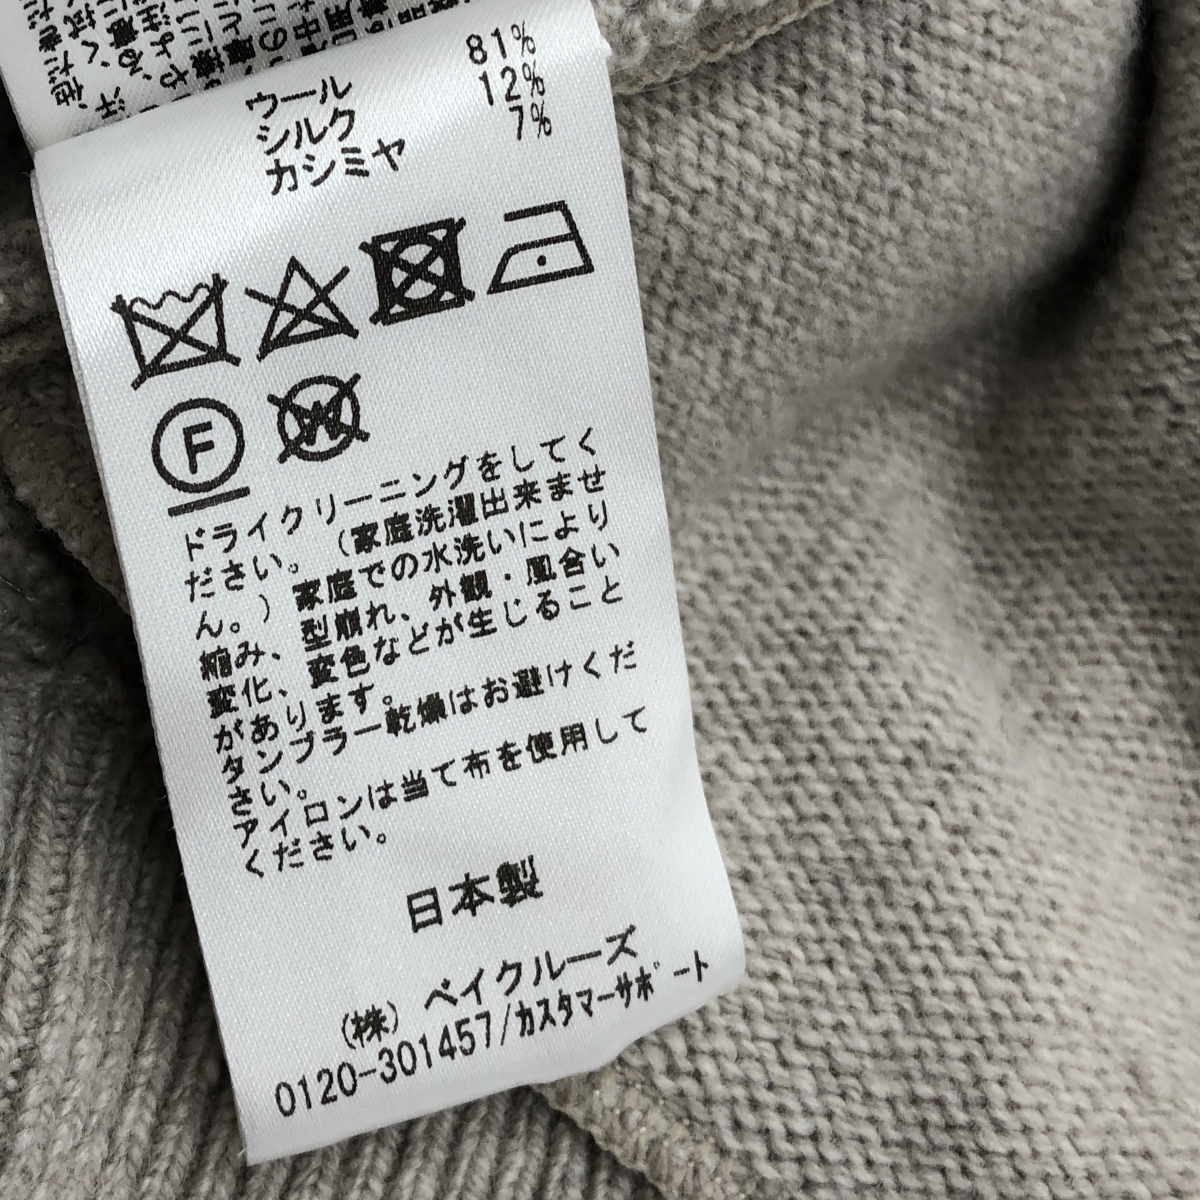 ウール 81%
シルク 12%
カシミヤ 7%
F
W
ドライクリーニングをしてく
ださい。（家庭洗濯出来ませ
ん。）家庭での水洗いにより
縮み、型崩れ、外観・風合い
変化、変色などが生じること
があります。
タンブラー乾燥はお避けくだ
さい。
アイロンは当て布を使用して
ください。
日本製
（株）ベイクルーズ
0120-301457/カスタマーサポート